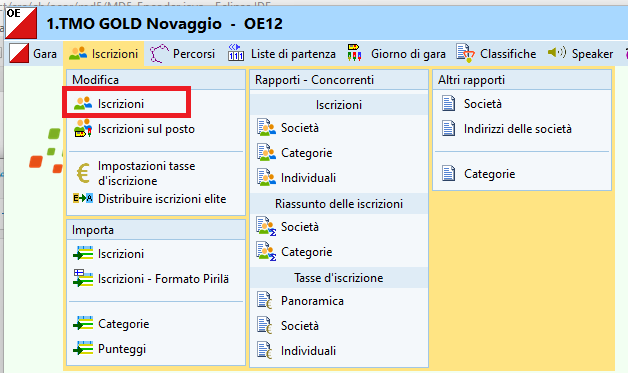 OE
1.TMO GOLD Novaggio - OE12
Gara Iscrizioni Percorsi Liste di partenza Giorno di gara Classifiche Speaker
Modifica
Iscrizioni
Iscrizioni sul posto
Impostazioni tasse
d'iscrizione
E→A Distribuire iscrizioni elite
Importa
Iscrizioni
Iscrizioni - Formato Pirilä
Categorie
Punteggi
Rapporti - Concorrenti
Iscrizioni
Società
Categorie
Individuali
Riassunto delle iscrizioni
Società
Categorie
Tasse d'iscrizione
Panoramica
Società
Individuali
Altri rapporti
Società
Indirizzi delle società
Categorie